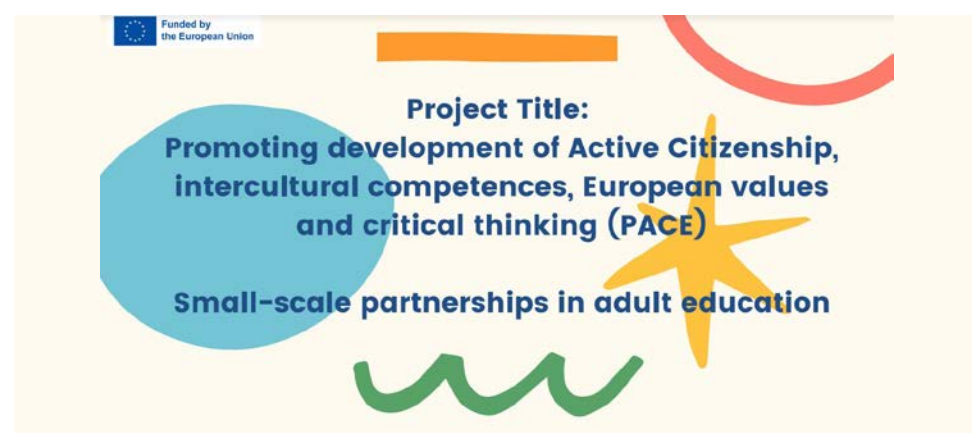 Funded by
the European Union
Project Title:
Promoting development of Active Citizenship,
intercultural competences, European values
and critical thinking (PACE)
Small-scale partnerships in adult education